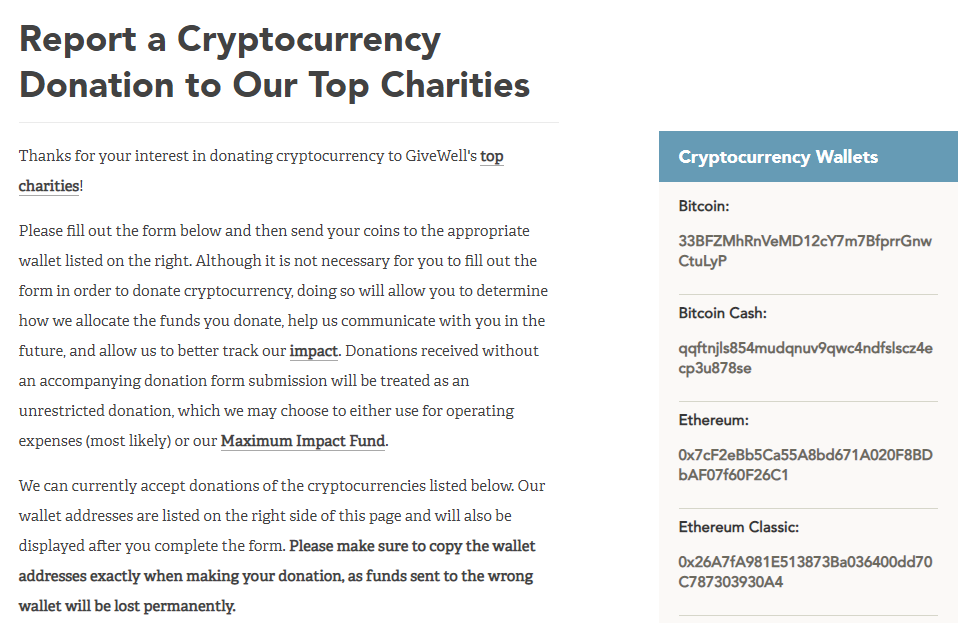 Report a Cryptocurrency
Donation to Our Top Charities
Thanks for your interest in donating cryptocurrency to GiveWell's top
charities!
Please fill out the form below and then send your coins to the appropriate
wallet listed on the right. Although it is not necessary for you to fill out the
form in order to donate cryptocurrency, doing so will allow you to determine
how we allocate the funds you donate, help us communicate with you in the
future, and allow us to better track our impact. Donations received without
an accompanying donation form submission will be treated as an
unrestricted donation, which we may choose to either use for operating
expenses (most likely) or our Maximum Impact Fund.
We can currently accept donations of the cryptocurrencies listed below. Our
wallet addresses are listed on the right side of this page and will also be
displayed after you complete the form. Please make sure to copy the wallet
addresses exactly when making your donation, as funds sent to the wrong
wallet will be lost permanently.
Cryptocurrency Wallets
Bitcoin:
33BFZMhRnVeMD12cY7m7BfprrGnw
CtuLyP
Bitcoin Cash:
qqftnjls854mudqnuv9qwc4ndfslscz4e
cp3u878se
Ethereum:
0x7cF2eBb5Ca55A8bd671A020F8BD
bAF07f60F26C1
Ethereum Classic:
0x26A7fA981E513873Ba036400dd70
C787303930A4